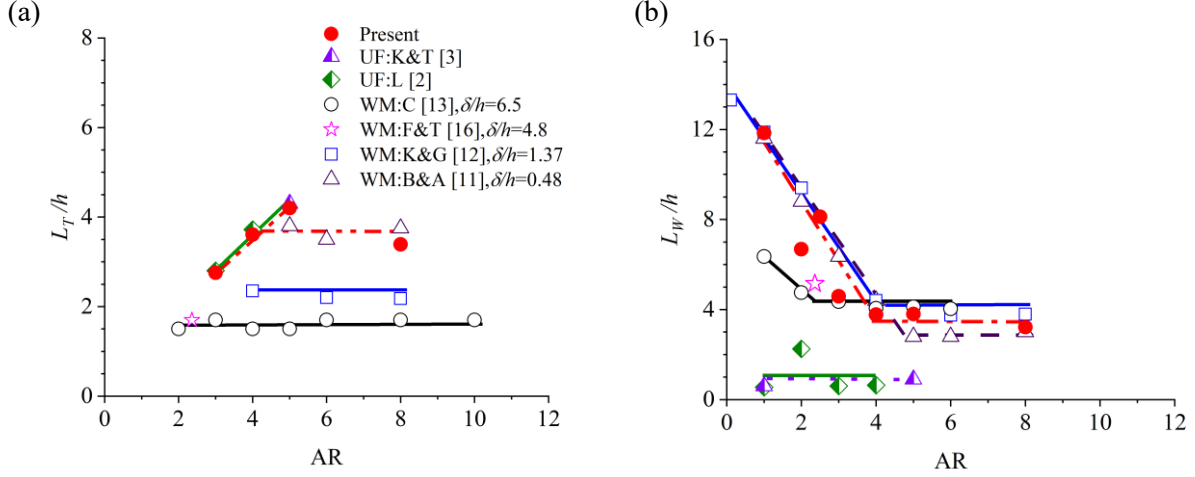 (a)
8
6
4
2
0
L_T/h
0 2 4 6 8 10 12
AR
Present
UF:K&T [3]
UF:L [2]
WM:C [13],δ/h=6.5
WM:F&T [16],δ/h=4.8
WM:K&G [12],δ/h=1.37
WM:B&A [11],δ/h=0.48
(b)
16
12
8
4
0
L_W/h
0 2 4 6 8 10 12
AR